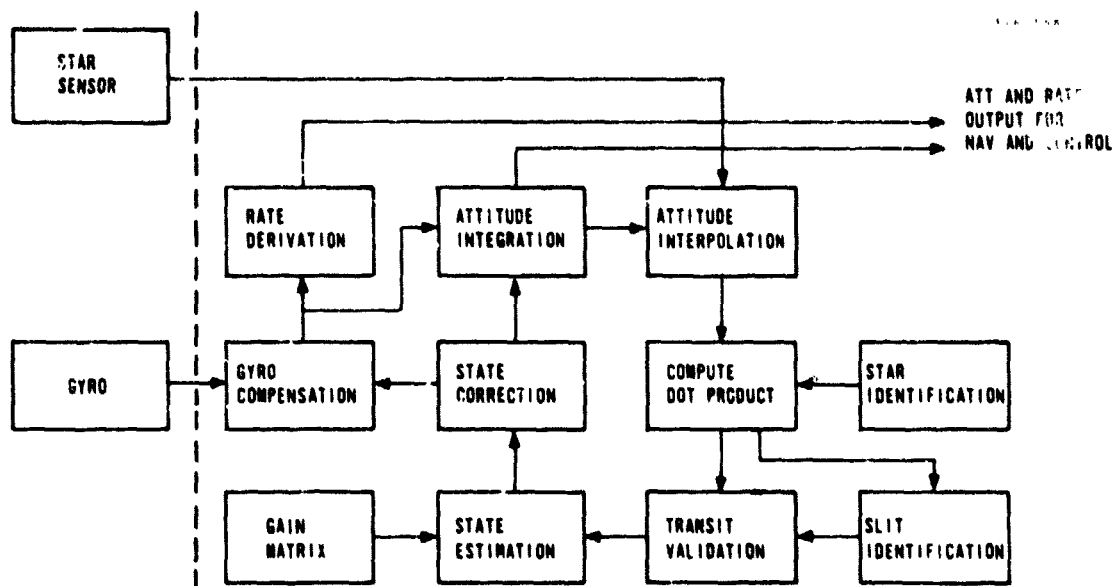 STAR
SENSOR
ATT AND RATE
OUTPUT FOR
NAV AND CONTROL
RATE
DERIVATION
ATTITUDE
INTEGRATION
ATTITUDE
INTERPOLATION
GYRO
GYRO
COMPENSATION
STATE
CORRECTION
COMPUTE
DOT PRODUCT
STAR
IDENTIFICATION
GAIN
MATRIX
STATE
ESTIMATION
TRANSIT
VALIDATION
SLIT
IDENTIFICATION